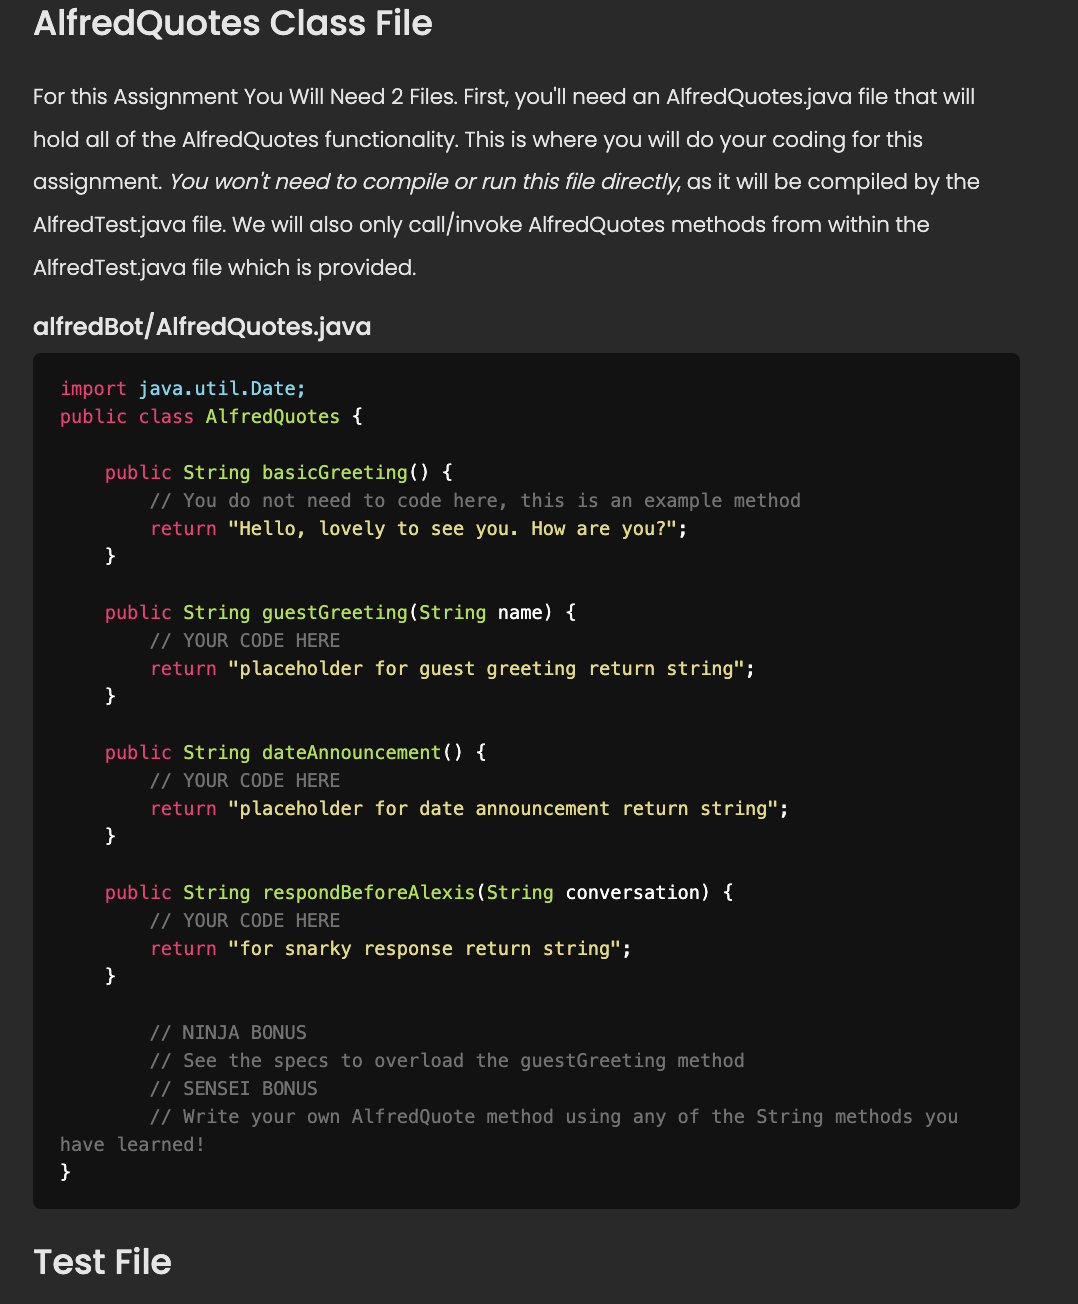 AlfredQuotes Class File
For this Assignment You Will Need 2 Files. First, you'll need an AlfredQuotes.java file that will
hold all of the AlfredQuotes functionality. This is where you will do your coding for this
assignment. You won't need to compile or run this file directly, as it will be compiled by the
AlfredTest.java file. We will also only call/invoke AlfredQuotes methods from within the
AlfredTest.java file which is provided.
alfredBot/AlfredQuotes.java
import java.util.Date;
public class AlfredQuotes {
    public String basicGreeting() {
        // You do not need to code here, this is an example method
        return "Hello, lovely to see you. How are you?";
    }
    public String guestGreeting(String name) {
        // YOUR CODE HERE
        return "placeholder for guest greeting return string";
    }
    public String dateAnnouncement() {
        // YOUR CODE HERE
        return "placeholder for date announcement return string";
    }
    public String respondBeforeAlexis(String conversation) {
        // YOUR CODE HERE
        return "for snarky response return string";
    }
        // NINJA BONUS
        // See the specs to overload the guestGreeting method
        // SENSEI BONUS
        // Write your own AlfredQuote method using any of the String methods you
have learned!
}
Test File